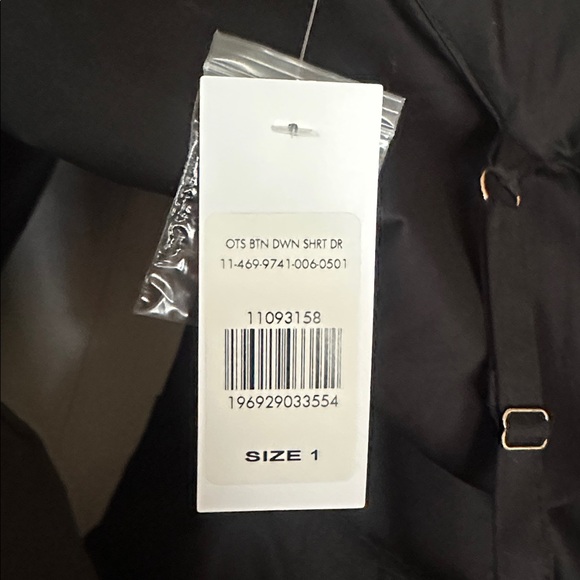 OTS BTN DWN SHRT DR
11-469-9741-006-0501
11093158
196929033554
SIZE 1